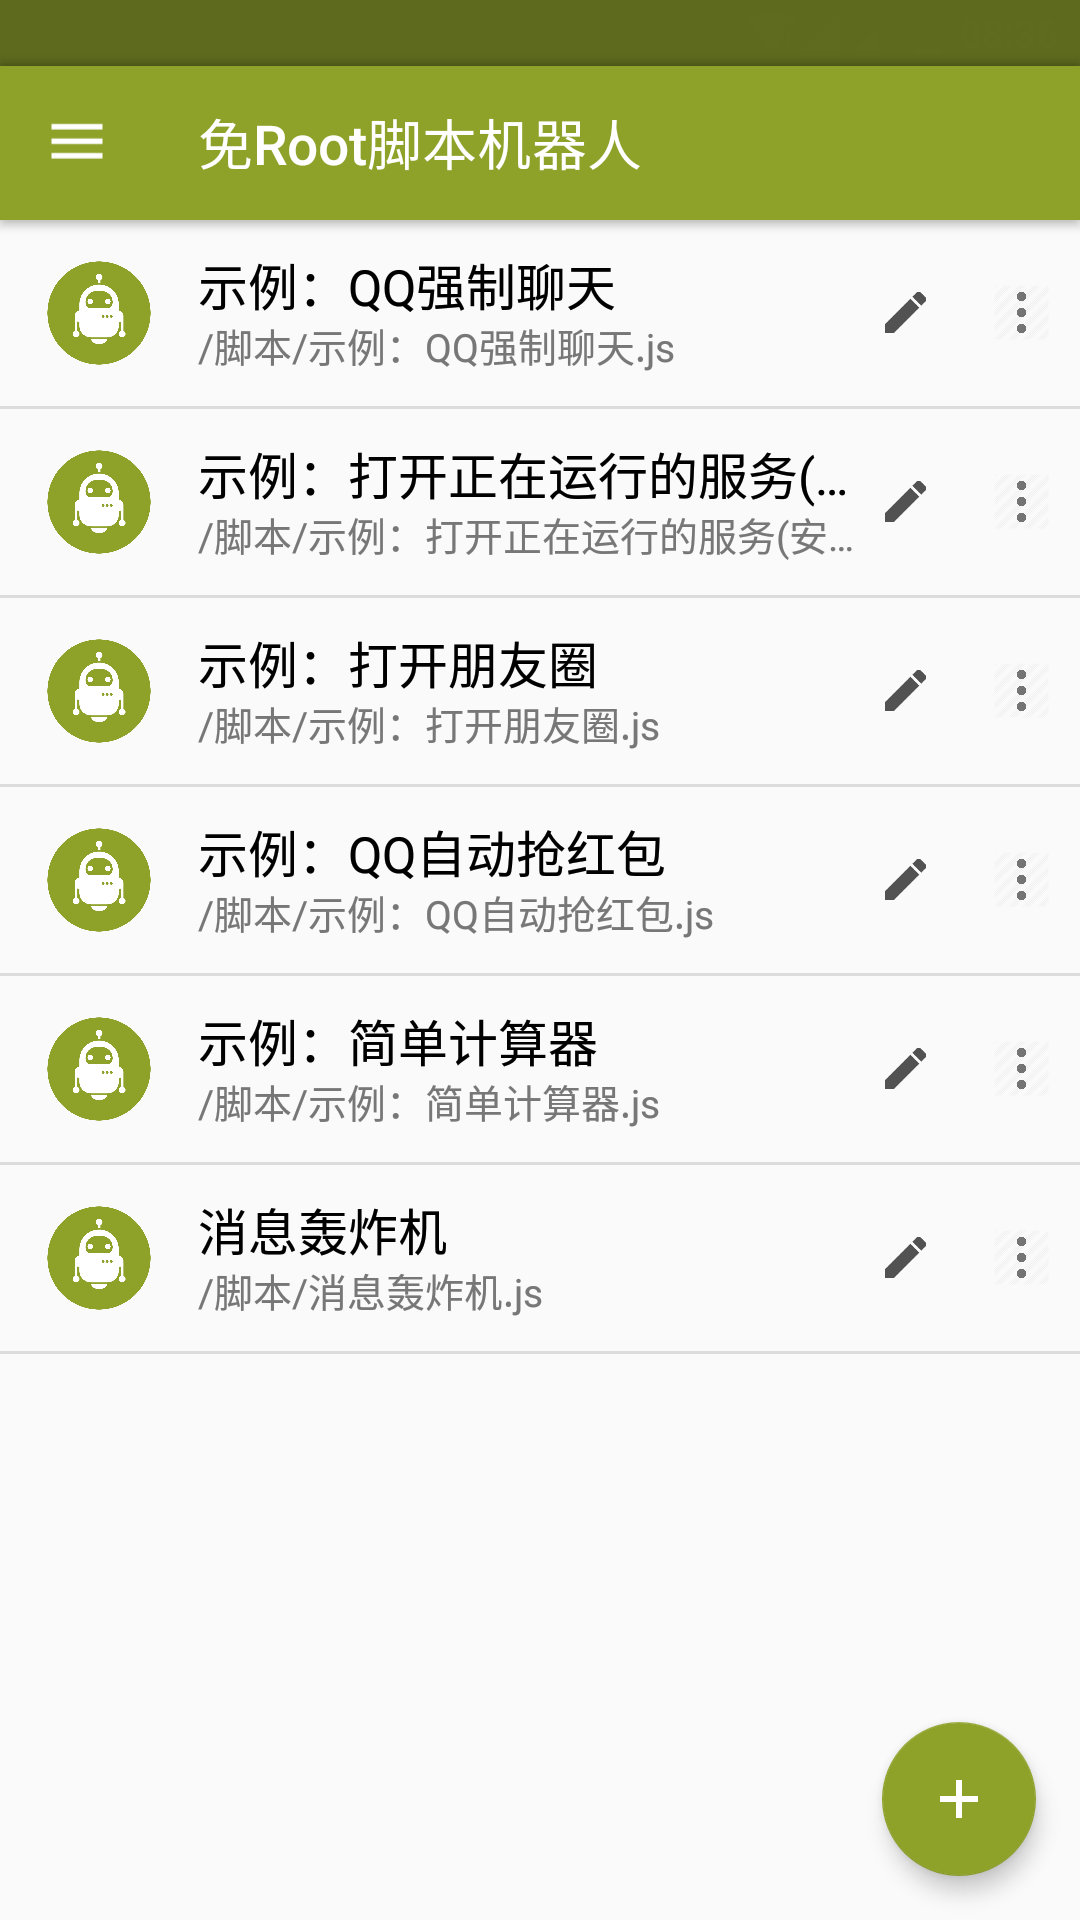 免Root脚本机器人
示例：QQ强制聊天
/脚本/示例：QQ强制聊天.js
示例：打开正在运行的服务(...
/脚本/示例：打开正在运行的服务(安...
示例：打开朋友圈
/脚本/示例：打开朋友圈.js
示例：QQ自动抢红包
/脚本/示例：QQ自动抢红包.js
示例：简单计算器
/脚本/示例：简单计算器.js
消息轰炸机
/脚本/消息轰炸机.js